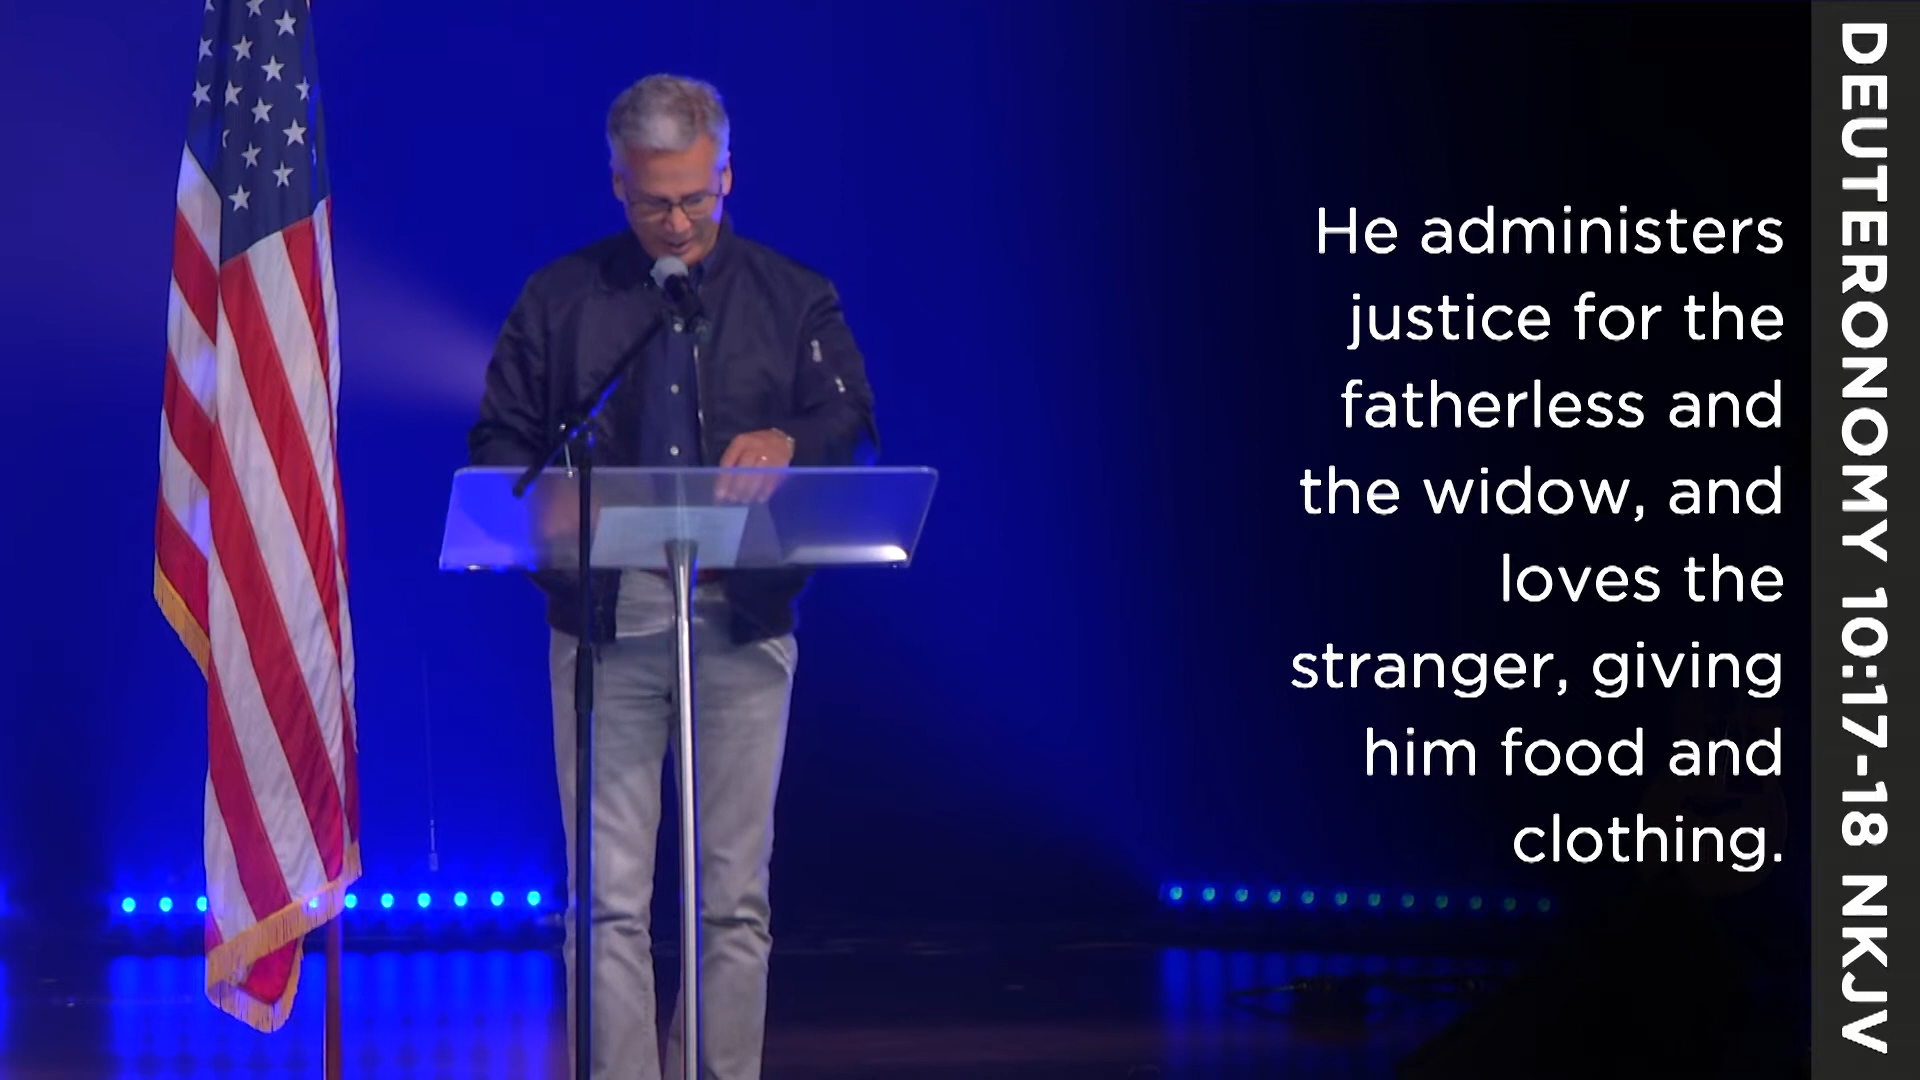 He administers
justice for the
fatherless and
the widow, and
loves the
stranger, giving
him food and
clothing.
DEUTERONOMY 10:17-18 NKJV